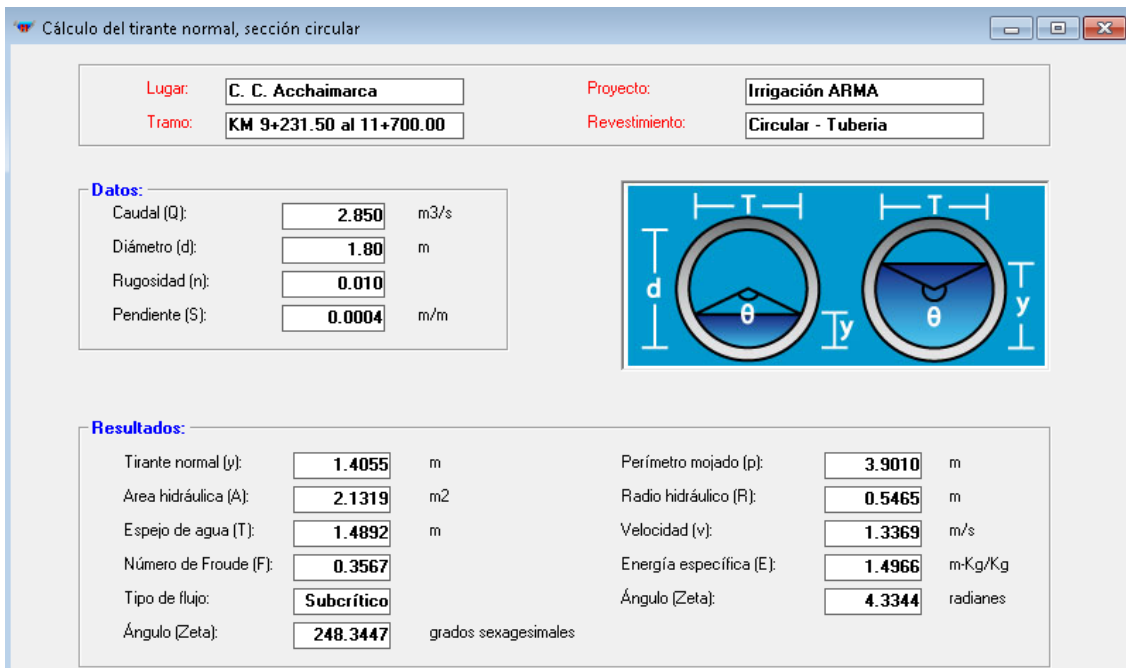 Cálculo del tirante normal, sección circular
Lugar: C. C. Acchaimarca Proyecto: Irrigación ARMA
Tramo: KM 9+231.50 al 11+700.00 Revestimiento: Circular - Tuberia
Datos:
Caudal (Q): 2.850 m3/s
Diámetro (d): 1.80 m
Rugosidad (n): 0.010
Pendiente (S): 0.0004 m/m
T T
d θ y θ y
Resultados:
Tirante normal (y): 1.4055 m Perímetro mojado (p): 3.9010 m
Area hidráulica (A): 2.1319 m2 Radio hidráulico (R): 0.5465 m
Espejo de agua (T): 1.4892 m Velocidad (v): 1.3369 m/s
Número de Froude (F): 0.3567 Energía específica (E): 1.4966 m-Kg/Kg
Tipo de flujo: Subcrítico Ángulo (Zeta): 4.3344 radianes
Ángulo (Zeta): 248.3447 grados sexagesimales